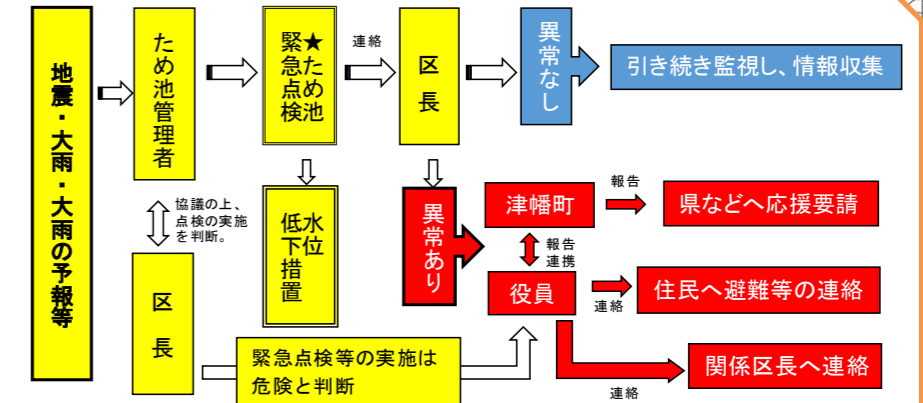 地震・大雨・大雨の予報等
ため池管理者
★ため池
緊急点検
連絡
区長
異常なし
引き続き監視し、情報収集
協議の上、
点検の実施
を判断。
区長
水位
低下措置
異常あり
津幡町
報告
県などへ応援要請
報告
連携
役員
連絡
住民へ避難等の連絡
緊急点検等の実施は
危険と判断
連絡
関係区長へ連絡